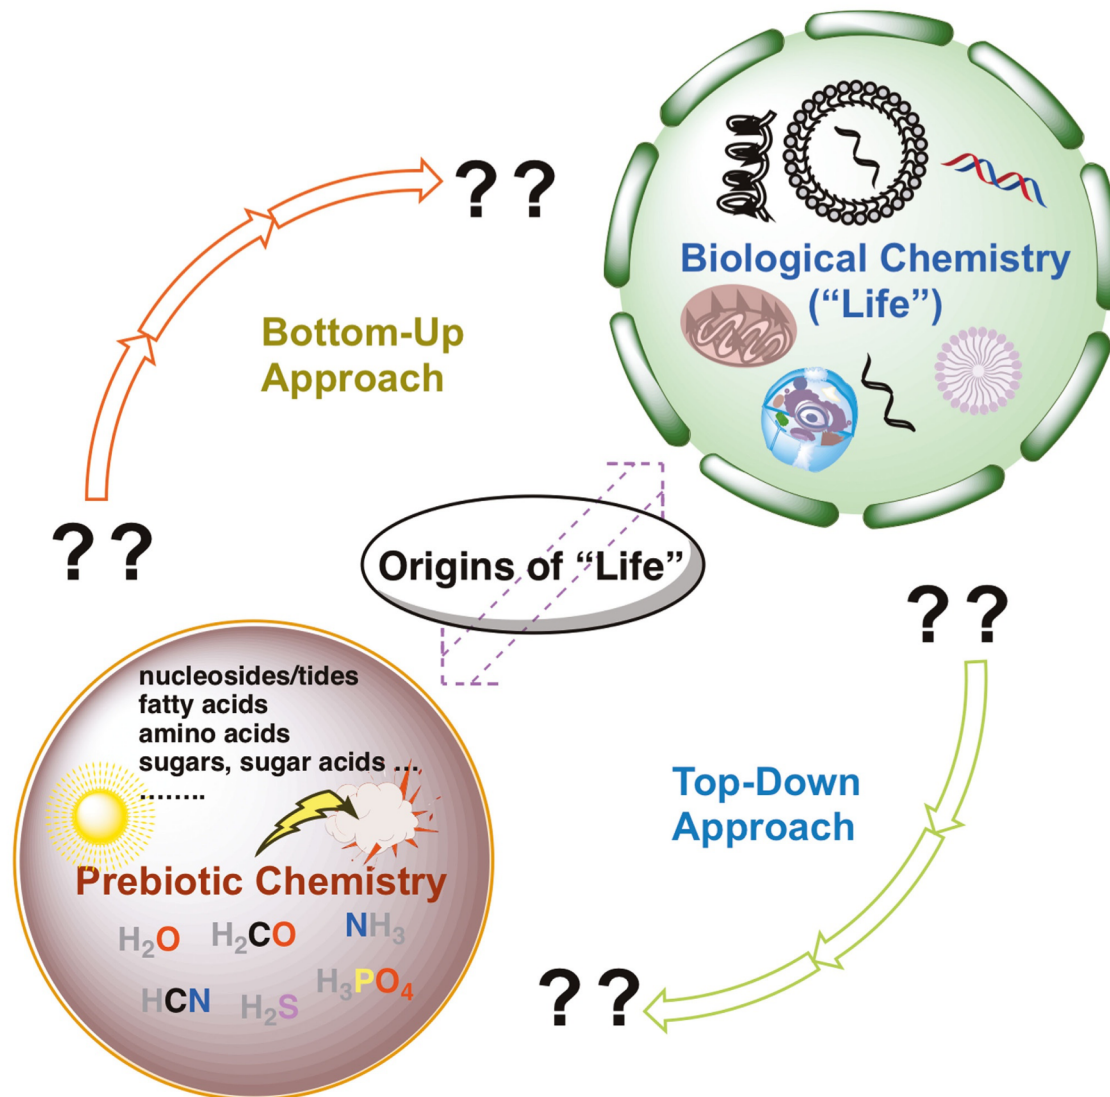 ??
Biological Chemistry
(“Life”)
Bottom-Up
Approach
??
Origins of “Life”
??
nucleosides/tides
fatty acids
amino acids
sugars, sugar acids ...
........
Top-Down
Approach
Prebiotic Chemistry
H₂O
H₂CO
NH₃
HCN
H₂S
H₃PO₄
??